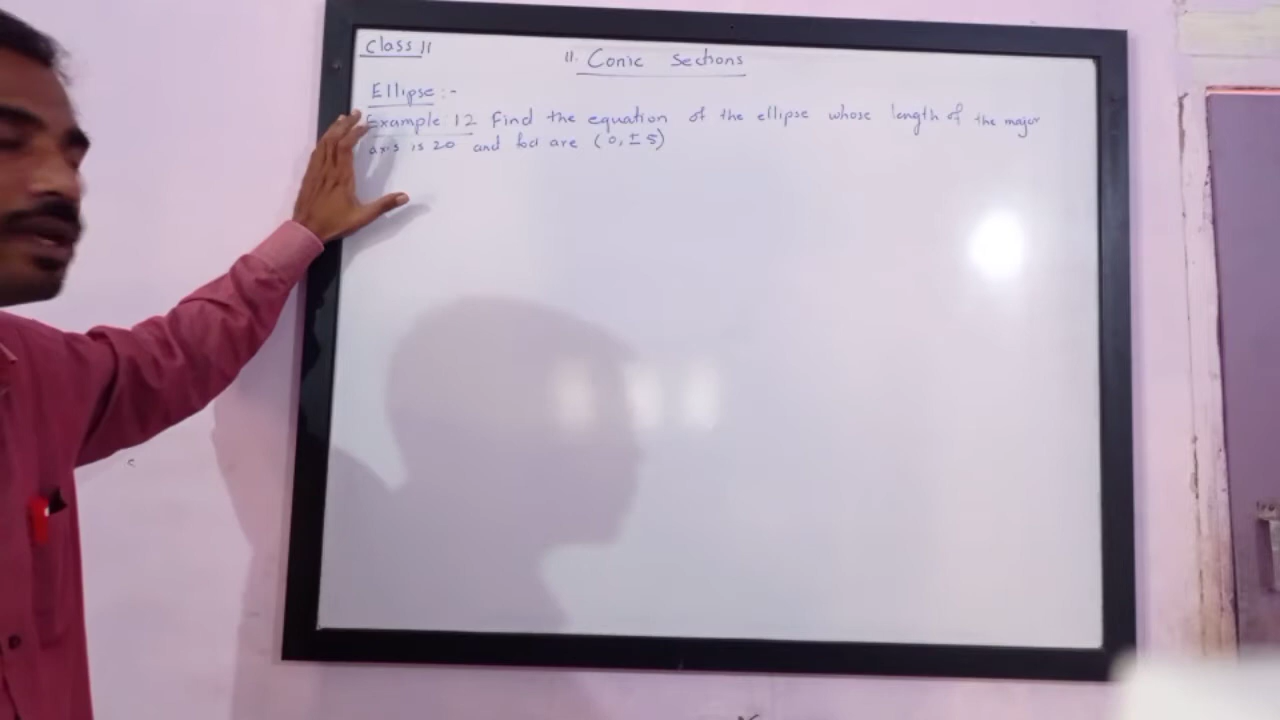 Class 11
11. Conic Sections
Ellipse :-
Example 12 Find the equation of the ellipse whose length of the major
axis is 20 and foci are (0, ± 5)